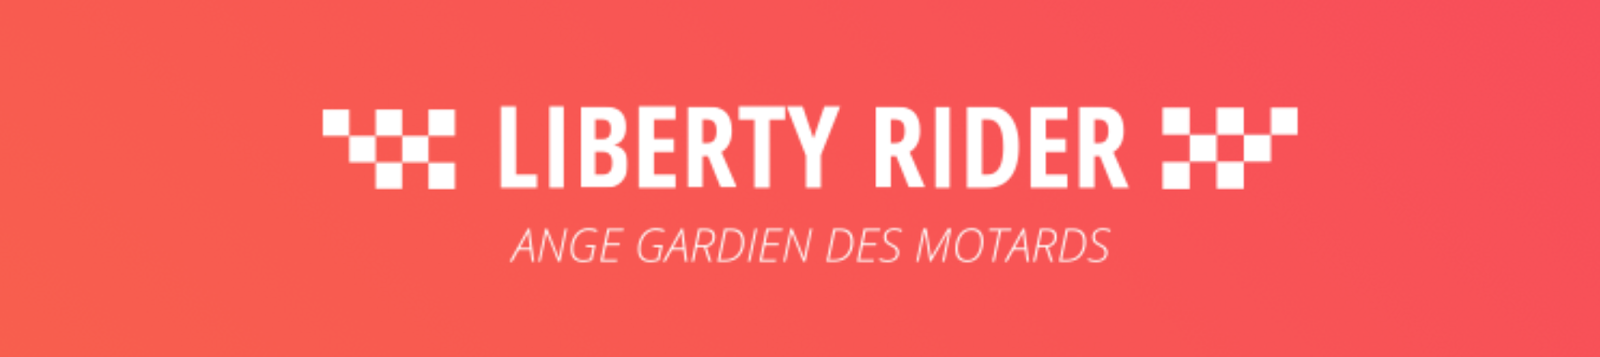 LIBERTY RIDER
ANGE GARDIEN DES MOTARDS